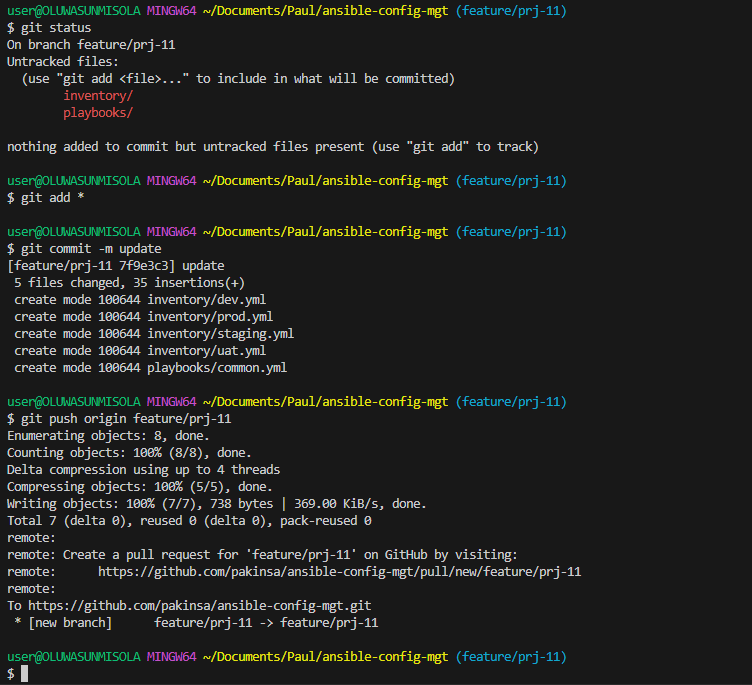 user@OLUWASUNMISOLA MINGW64 ~/Documents/Paul/ansible-config-mgt (feature/prj-11)
$ git status
On branch feature/prj-11
Untracked files:
  (use "git add <file>..." to include in what will be committed)
        inventory/
        playbooks/

nothing added to commit but untracked files present (use "git add" to track)

user@OLUWASUNMISOLA MINGW64 ~/Documents/Paul/ansible-config-mgt (feature/prj-11)
$ git add *

user@OLUWASUNMISOLA MINGW64 ~/Documents/Paul/ansible-config-mgt (feature/prj-11)
$ git commit -m update
[feature/prj-11 7f9e3c3] update
 5 files changed, 35 insertions(+)
 create mode 100644 inventory/dev.yml
 create mode 100644 inventory/prod.yml
 create mode 100644 inventory/staging.yml
 create mode 100644 inventory/uat.yml
 create mode 100644 playbooks/common.yml

user@OLUWASUNMISOLA MINGW64 ~/Documents/Paul/ansible-config-mgt (feature/prj-11)
$ git push origin feature/prj-11
Enumerating objects: 8, done.
Counting objects: 100% (8/8), done.
Delta compression using up to 4 threads
Compressing objects: 100% (5/5), done.
Writing objects: 100% (7/7), 738 bytes | 369.00 KiB/s, done.
Total 7 (delta 0), reused 0 (delta 0), pack-reused 0
remote:
remote: Create a pull request for 'feature/prj-11' on GitHub by visiting:
remote:      https://github.com/pakinsa/ansible-config-mgt/pull/new/feature/prj-11
remote:
To https://github.com/pakinsa/ansible-config-mgt.git
 * [new branch]      feature/prj-11 -> feature/prj-11

user@OLUWASUNMISOLA MINGW64 ~/Documents/Paul/ansible-config-mgt (feature/prj-11)
$